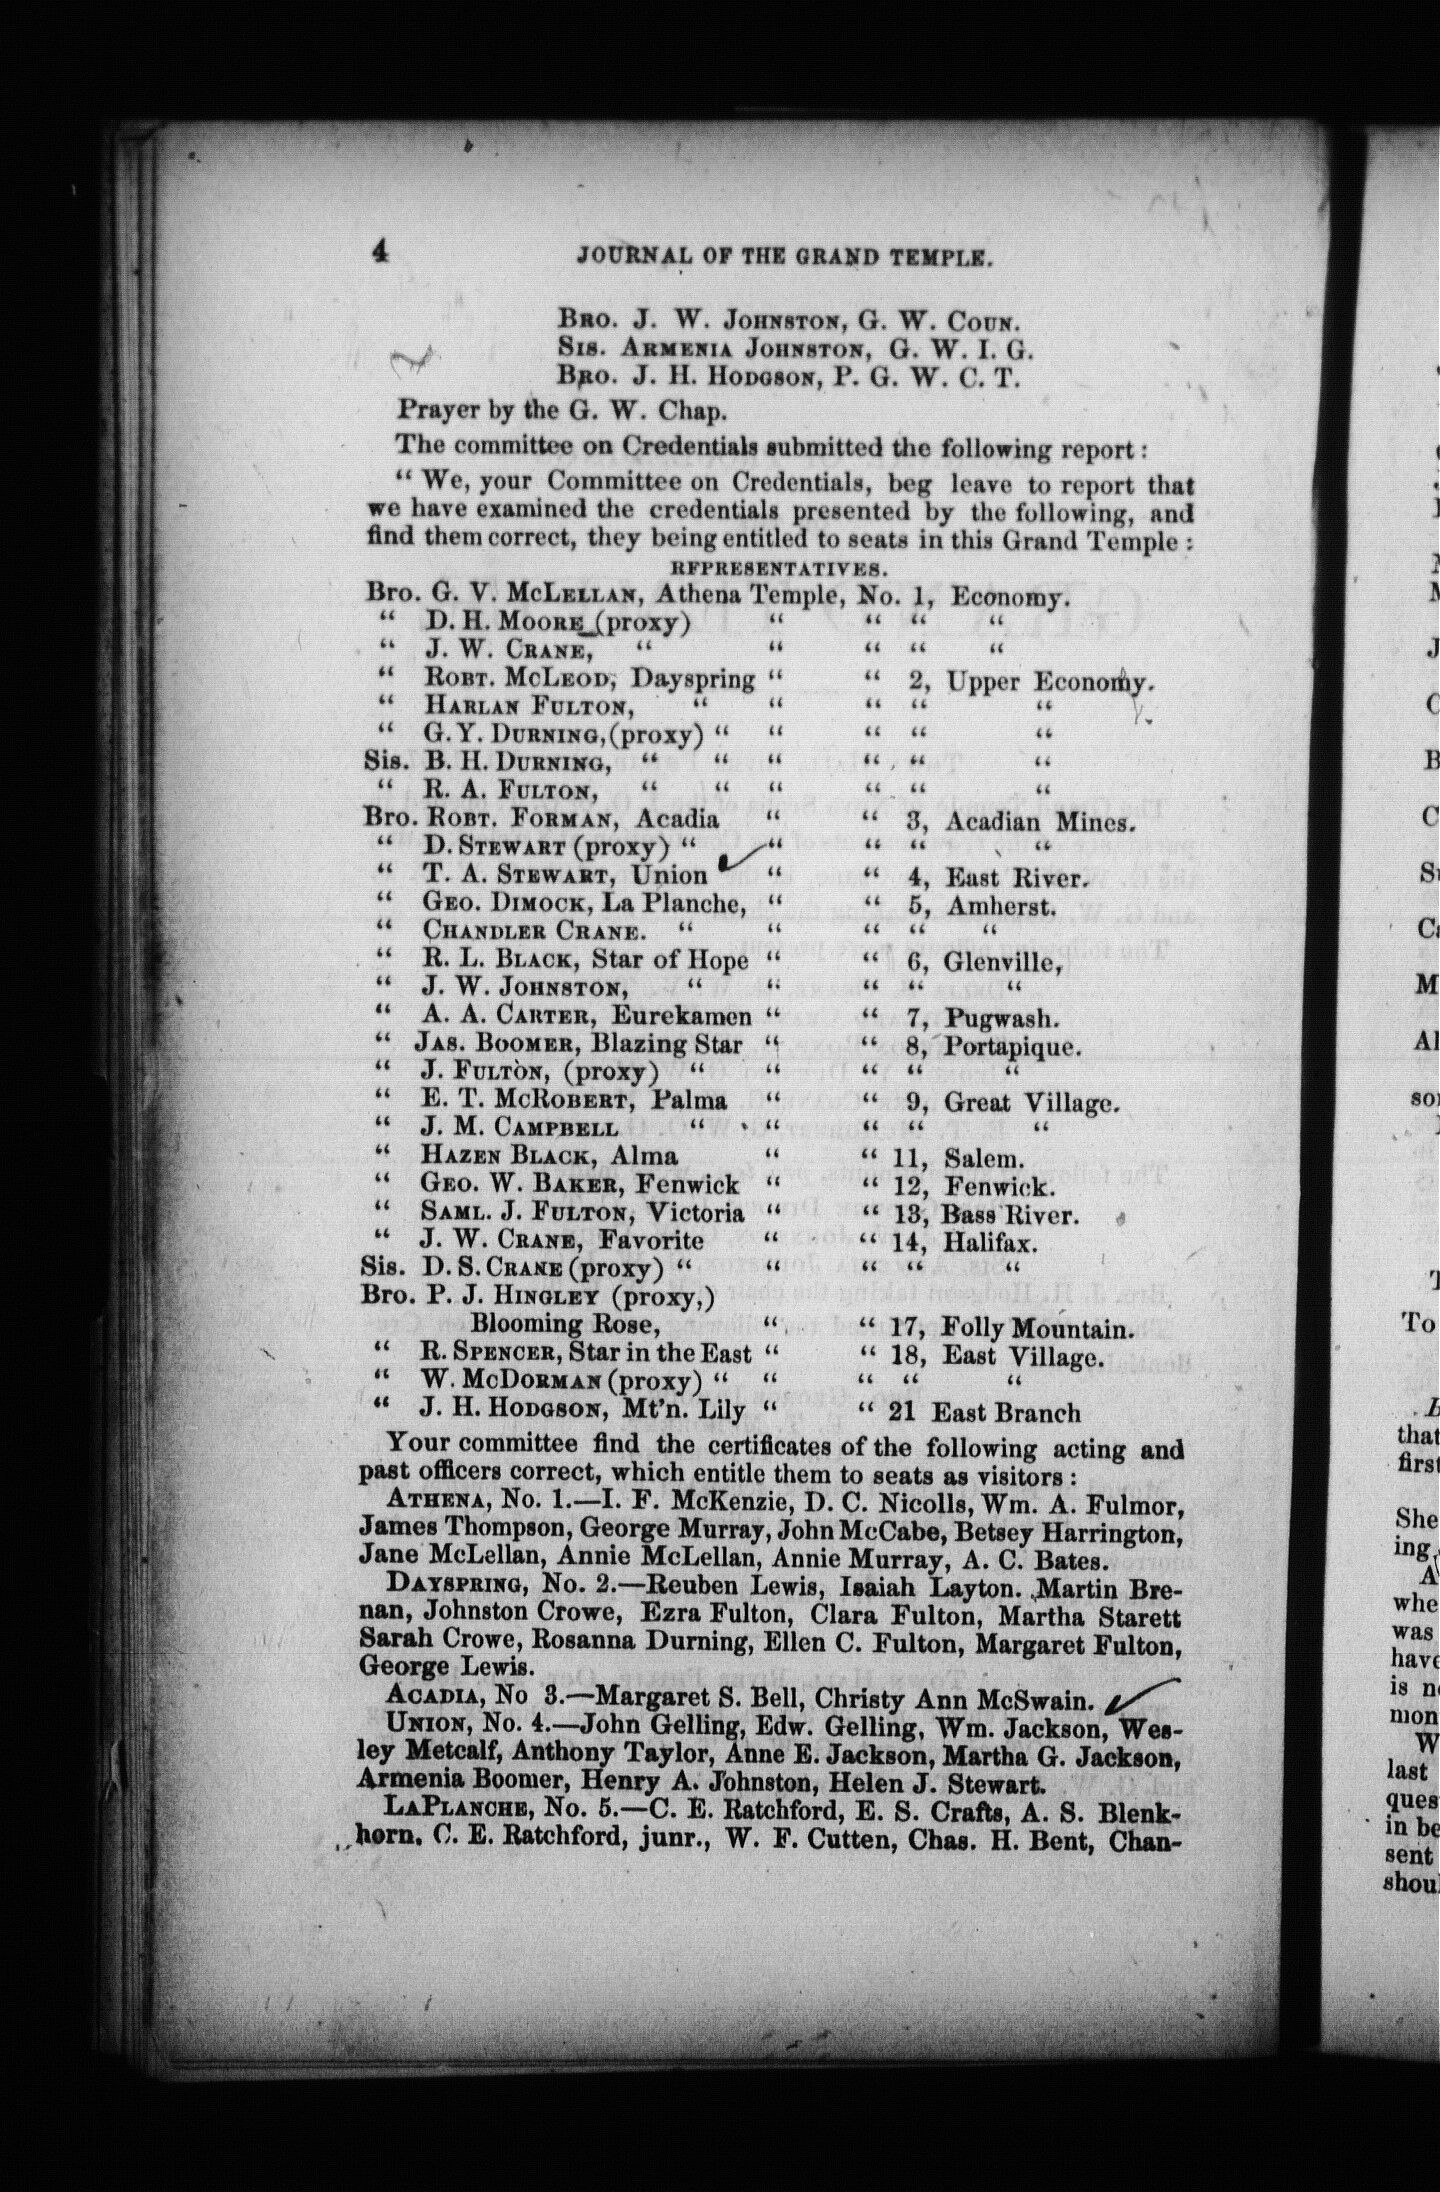 4 JOURNAL OF THE GRAND TEMPLE.
BRO. J. W. JOHNSTON, G. W. COUN.
SIS. ARMENIA JOHNSTON, G. W. I. G.
BRO. J. H. HODGSON, P. G. W. C. T.
Prayer by the G. W. Chap.
The committee on Credentials submitted the following report:
“ We, your Committee on Credentials, beg leave to report that
we have examined the credentials presented by the following, and
find them correct, they being entitled to seats in this Grand Temple:
REPRESENTATIVES.
Bro. G. V. MCLELLAN, Athena Temple, No. 1, Economy.
“ D. H. MOORE (proxy) “ “ “ “
“ J. W. CRANE, “ “ “ “ “
“ ROBT. MCLEOD, Dayspring “ “ 2, Upper Economy.
“ HARLAN FULTON, “ “ “ “ “
“ G. Y. DURNING, (proxy) “ “ “ “ “
Sis. B. H. DURNING, “ “ “ “ “ “
“ R. A. FULTON, “ “ “ “ “ “
Bro. ROBT. FORMAN, Acadia “ “ 3, Acadian Mines.
“ D. STEWART (proxy) “ “ “ “ “
“ T. A. STEWART, Union “ “ 4, East River.
“ GEO. DIMOCK, La Planche, “ “ 5, Amherst.
“ CHANDLER CRANE. “ “ “ “ “
“ R. L. BLACK, Star of Hope “ “ 6, Glenville,
“ J. W. JOHNSTON, “ “ “ “ “
“ A. A. CARTER, Eurekamen “ “ 7, Pugwash.
“ JAS. BOOMER, Blazing Star “ “ 8, Portapique.
“ J. FULTON, (proxy) “ “ “ “ “
“ E. T. MCROBERT, Palma “ “ 9, Great Village.
“ J. M. CAMPBELL “ “ “ “ “
“ HAZEN BLACK, Alma “ “ 11, Salem.
“ GEO. W. BAKER, Fenwick “ “ 12, Fenwick.
“ SAML. J. FULTON, Victoria “ “ 13, Bass River.
“ J. W. CRANE, Favorite “ “ 14, Halifax.
Sis. D. S. CRANE (proxy) “ “ “ “ “
Bro. P. J. HINGLEY (proxy,)
Blooming Rose, “ “ 17, Folly Mountain.
“ R. SPENCER, Star in the East “ “ 18, East Village.
“ W. MCDORMAN (proxy) “ “ “ “ “
“ J. H. HODGSON, Mt'n. Lily “ “ 21 East Branch
Your committee find the certificates of the following acting and
past officers correct, which entitle them to seats as visitors:
ATHENA, No. 1.—I. F. McKenzie, D. C. Nicolls, Wm. A. Fulmor,
James Thompson, George Murray, John McCabe, Betsey Harrington,
Jane McLellan, Annie McLellan, Annie Murray, A. C. Bates.
DAYSPRING, No. 2.—Reuben Lewis, Isaiah Layton. Martin Bre-
nan, Johnston Crowe, Ezra Fulton, Clara Fulton, Martha Starett
Sarah Crowe, Rosanna Durning, Ellen C. Fulton, Margaret Fulton,
George Lewis.
ACADIA, No 3.—Margaret S. Bell, Christy Ann McSwain.
UNION, No. 4.—John Gelling, Edw. Gelling, Wm. Jackson, Wes-
ley Metcalf, Anthony Taylor, Anne E. Jackson, Martha G. Jackson,
Armenia Boomer, Henry A. Johnston, Helen J. Stewart.
LAPLANCHE, No. 5.—C. E. Ratchford, E. S. Crafts, A. S. Blenk-
horn, C. E. Ratchford, junr., W. F. Cutten, Chas. H. Bent, Chan-